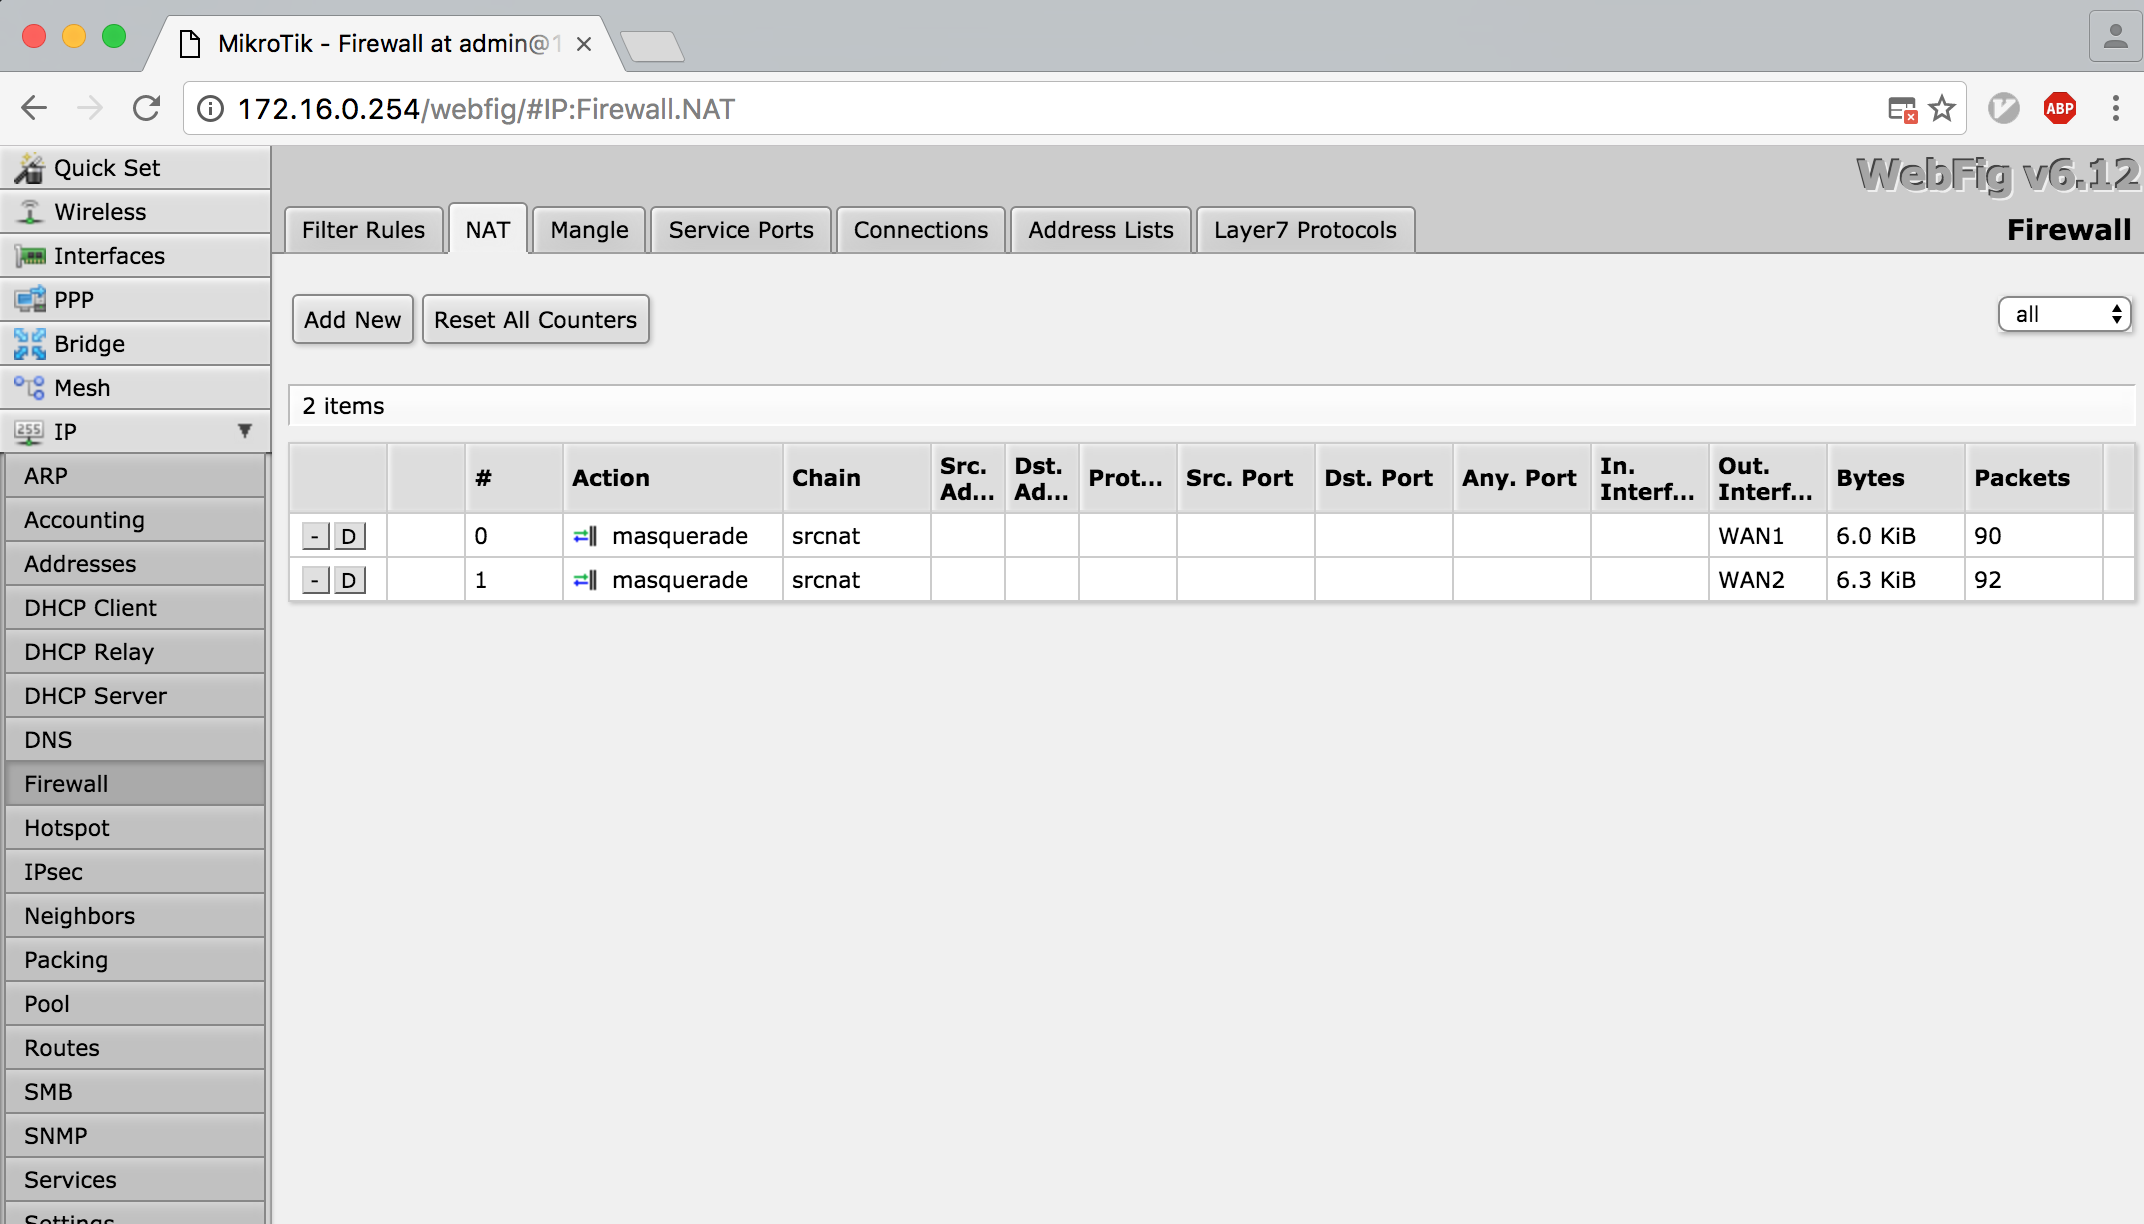 MikroTik - Firewall at admin@1
172.16.0.254/webfig/#IP:Firewall.NAT
ABP
Quick Set
Wireless
Interfaces
PPP
Bridge
Mesh
255 IP
ARP
Accounting
Addresses
DHCP Client
DHCP Relay
DHCP Server
DNS
Firewall
Hotspot
IPsec
Neighbors
Packing
Pool
Routes
SMB
SNMP
Services
Settings
WebFig v6.12
Filter Rules NAT Mangle Service Ports Connections Address Lists Layer7 Protocols Firewall
Add New Reset All Counters all
2 items
# Action Chain Src. Ad... Dst. Ad... Prot... Src. Port Dst. Port Any. Port In. Interf... Out. Interf... Bytes Packets
- D 0 masquerade srcnat WAN1 6.0 KiB 90
- D 1 masquerade srcnat WAN2 6.3 KiB 92